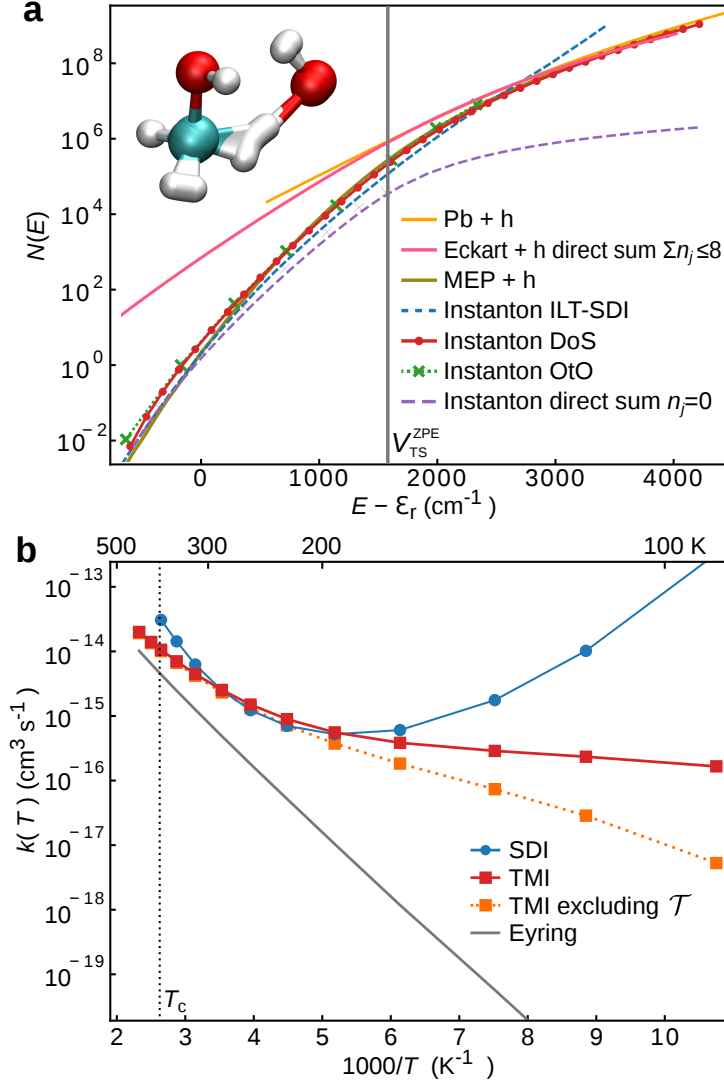 a
10^8
10^6
10^4
10^2
10^0
10^-2
N(E)
Pb + h
Eckart + h direct sum Σn_j≤8
MEP + h
Instanton ILT-SDI
Instanton DoS
Instanton OtO
Instanton direct sum n_j=0
V_TS^ZPE
0 1000 2000 3000 4000
E − ε_r (cm^-1)
b
500 300 200 100 K
10^-13
10^-14
10^-15
10^-16
10^-17
10^-18
10^-19
k(T) (cm^3 s^-1)
SDI
TMI
TMI excluding 𝒯
Eyring
T_c
2 3 4 5 6 7 8 9 10
1000/T (K^-1)